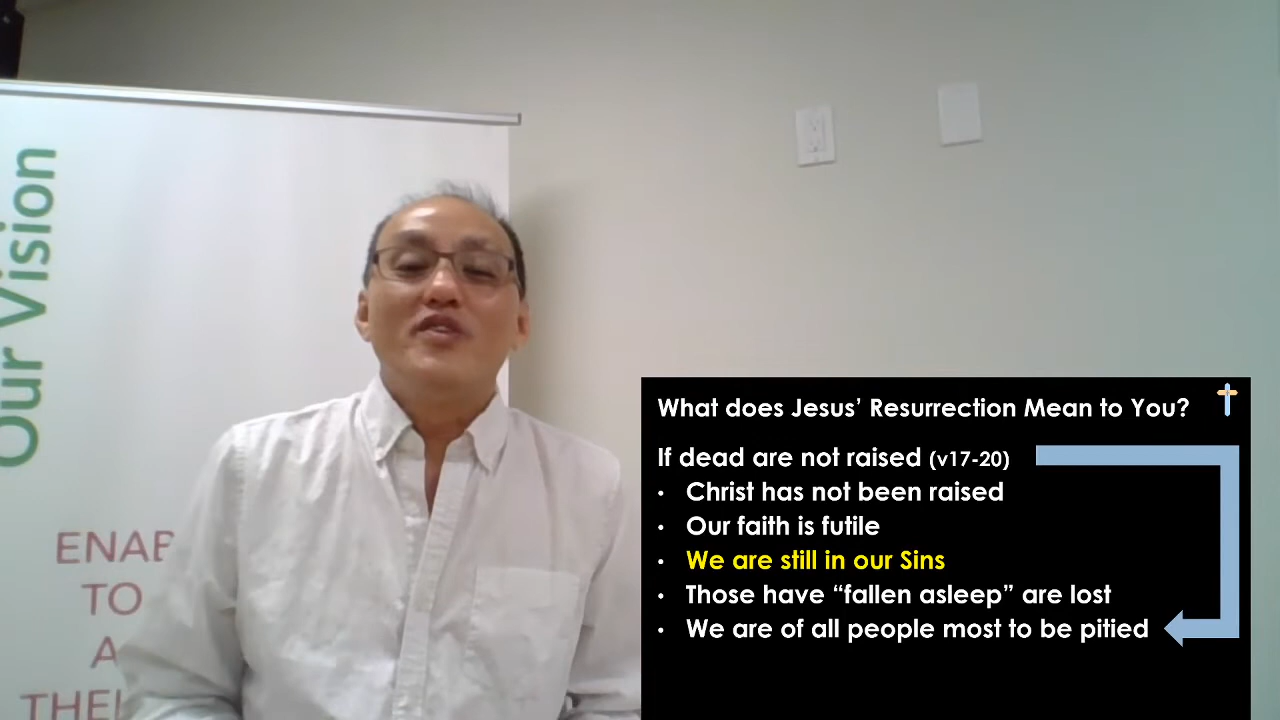 Our Vision
ENAB
TO
A
THEI
What does Jesus’ Resurrection Mean to You?
If dead are not raised (v17-20)
• Christ has not been raised
• Our faith is futile
• We are still in our Sins
• Those have “fallen asleep” are lost
• We are of all people most to be pitied